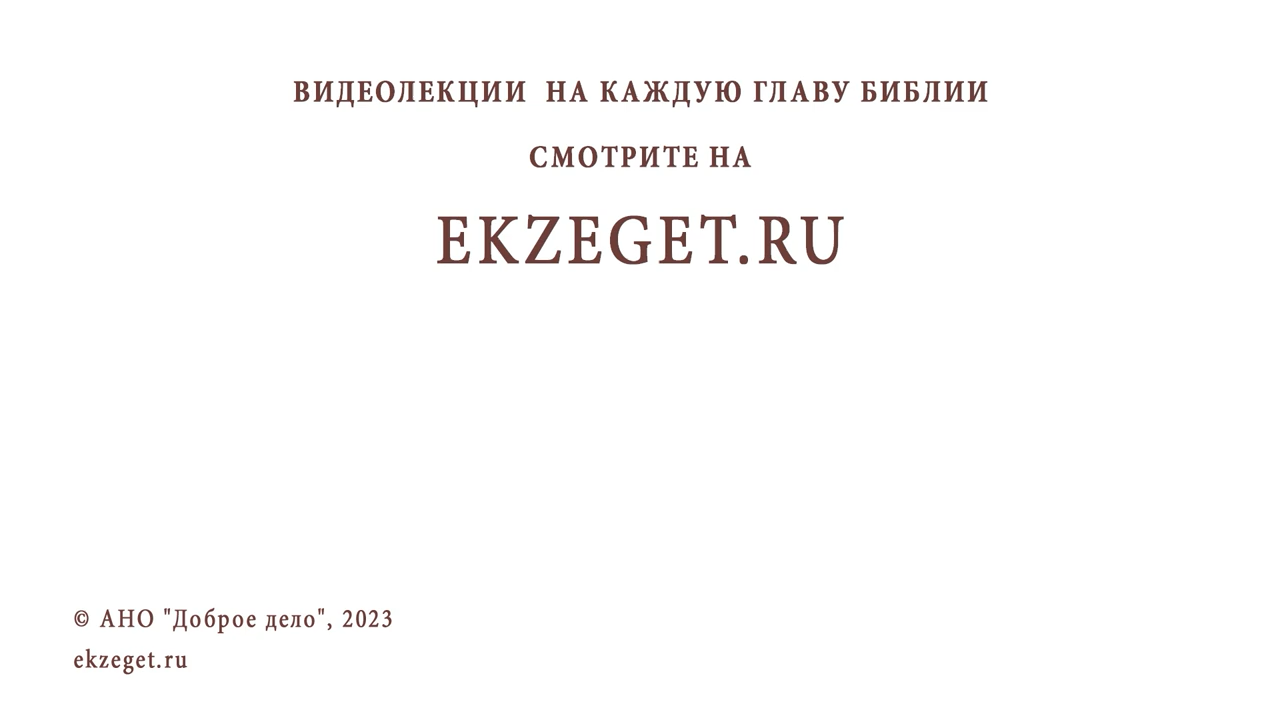 ВИДЕОЛЕКЦИИ НА КАЖДУЮ ГЛАВУ БИБЛИИ
СМОТРИТЕ НА
EKZEGET.RU
© АНО "Доброе дело", 2023
ekzeget.ru